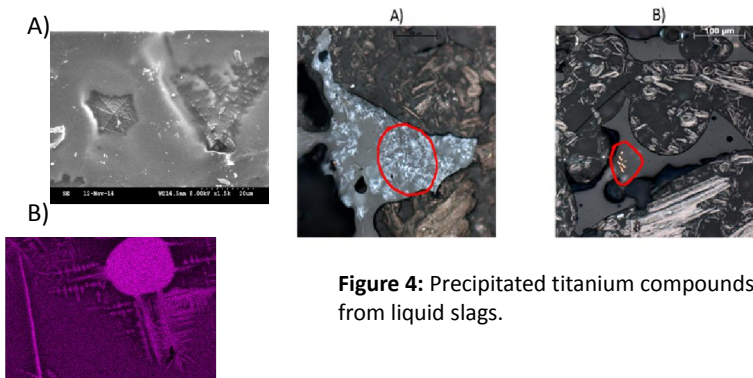 A)
SE 12-Nov-14 WD14.5mm 8.00kV x1.5k 20um
B)
A)
B)
100 µm
Figure 4: Precipitated titanium compounds
from liquid slags.